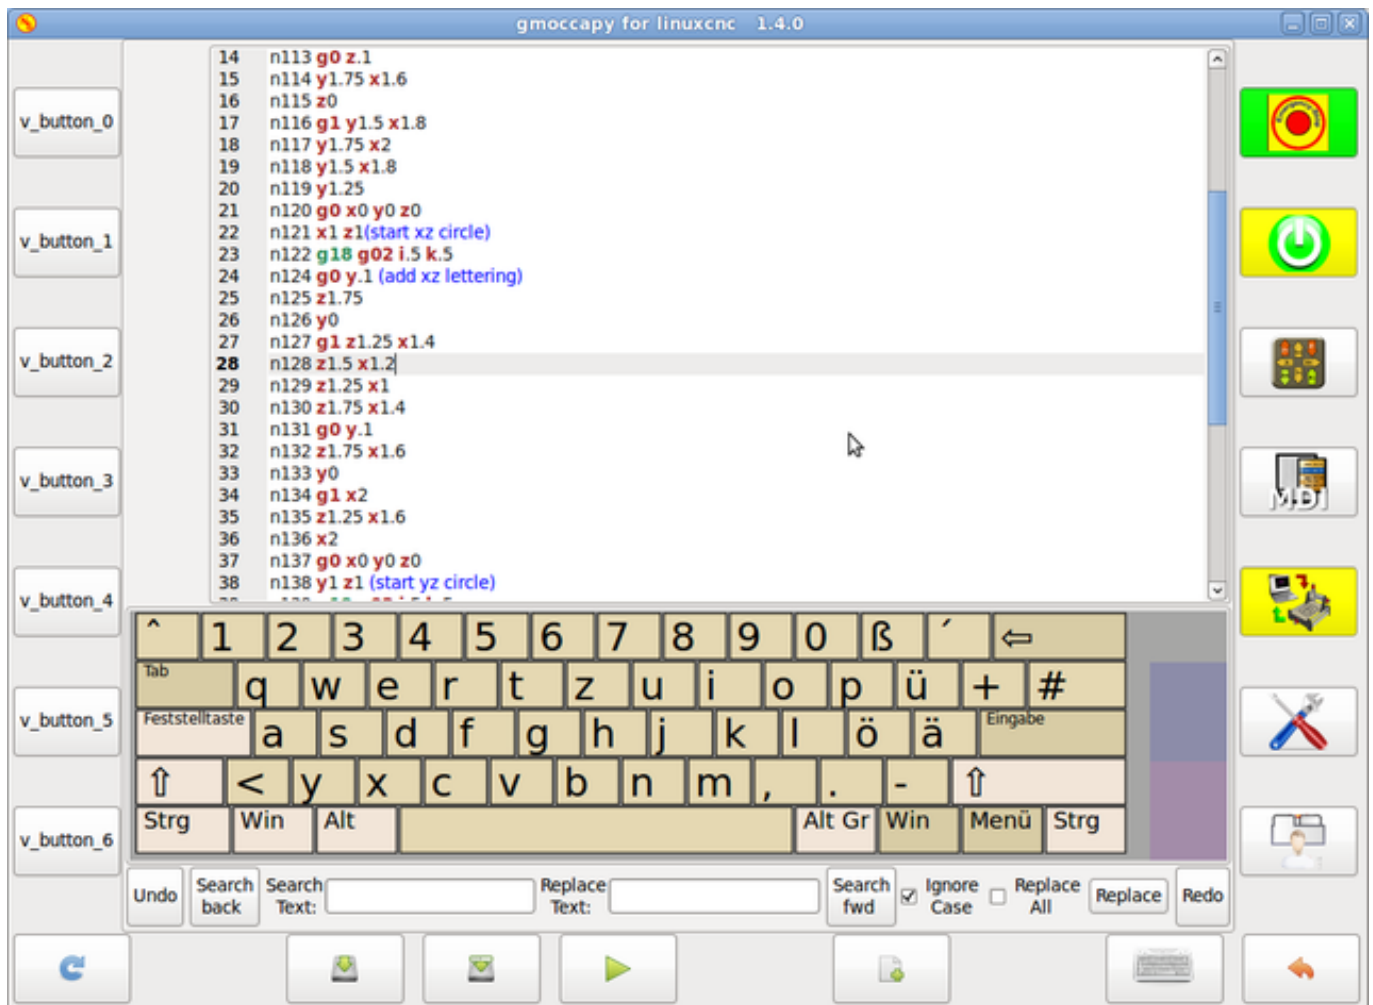 gmoccapy for linuxcnc 1.4.0
v_button_0
v_button_1
v_button_2
v_button_3
v_button_4
v_button_5
v_button_6
14 n113 g0 z.1
15 n114 y1.75 x1.6
16 n115 z0
17 n116 g1 y1.5 x1.8
18 n117 y1.75 x2
19 n118 y1.5 x1.8
20 n119 y1.25
21 n120 g0 x0 y0 z0
22 n121 x1 z1(start xz circle)
23 n122 g18 g02 i.5 k.5
24 n124 g0 y.1 (add xz lettering)
25 n125 z1.75
26 n126 y0
27 n127 g1 z1.25 x1.4
28 n128 z1.5 x1.2
29 n129 z1.25 x1
30 n130 z1.75 x1.4
31 n131 g0 y.1
32 n132 z1.75 x1.6
33 n133 y0
34 n134 g1 x2
35 n135 z1.25 x1.6
36 n136 x2
37 n137 g0 x0 y0 z0
38 n138 y1 z1 (start yz circle)
MDI
^ 1 2 3 4 5 6 7 8 9 0 ß ´ ⇦
Tab q w e r t z u i o p ü + #
Feststelltaste a s d f g h j k l ö ä Eingabe
⇧ < y x c v b n m , . - ⇧
Strg Win Alt Alt Gr Win Menü Strg
Undo
Search back
Search Text:
Replace Text:
Search fwd
Ignore Case
Replace All
Replace
Redo